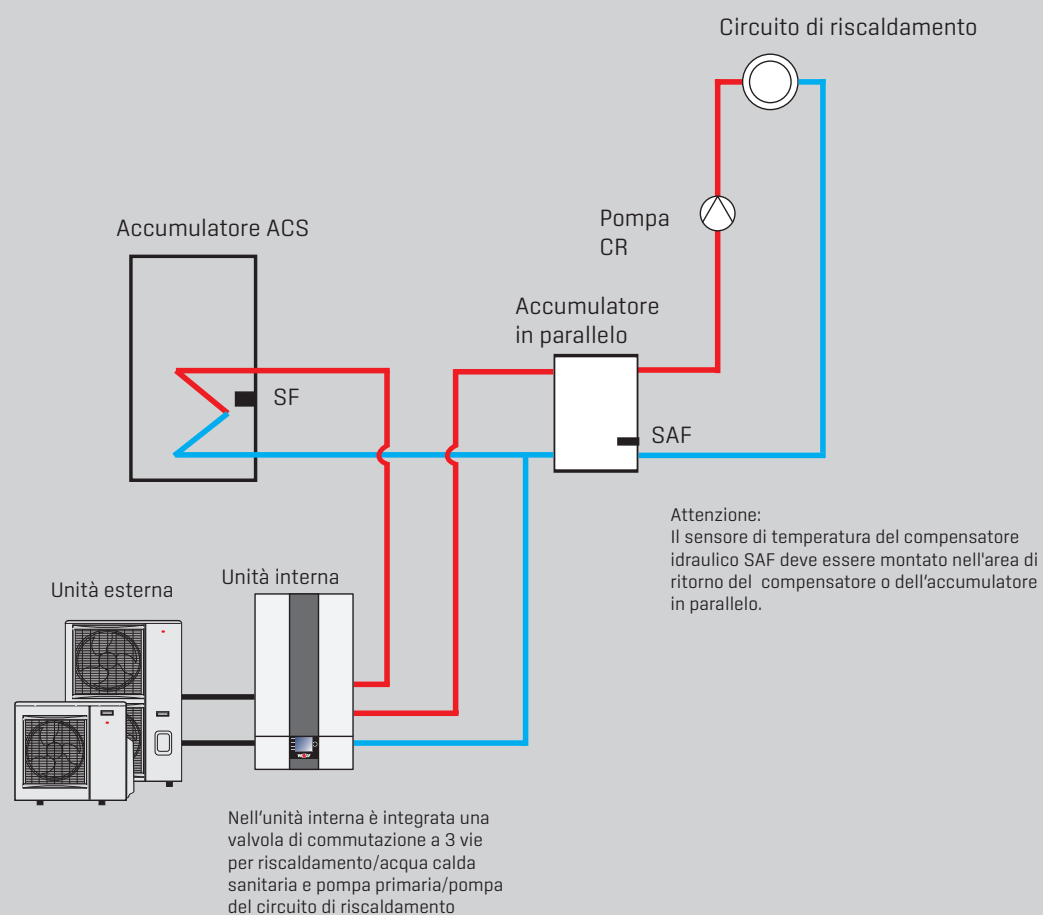 Circuito di riscaldamento
Pompa
CR
Accumulatore ACS
Accumulatore
in parallelo
SF
SAF
Attenzione:
Il sensore di temperatura del compensatore
idraulico SAF deve essere montato nell'area di
ritorno del  compensatore o dell’accumulatore
in parallelo.
Unità esterna
Unità interna
WOLF
Nell’unità interna è integrata una
valvola di commutazione a 3 vie
per riscaldamento/acqua calda
sanitaria e pompa primaria/pompa
del circuito di riscaldamento